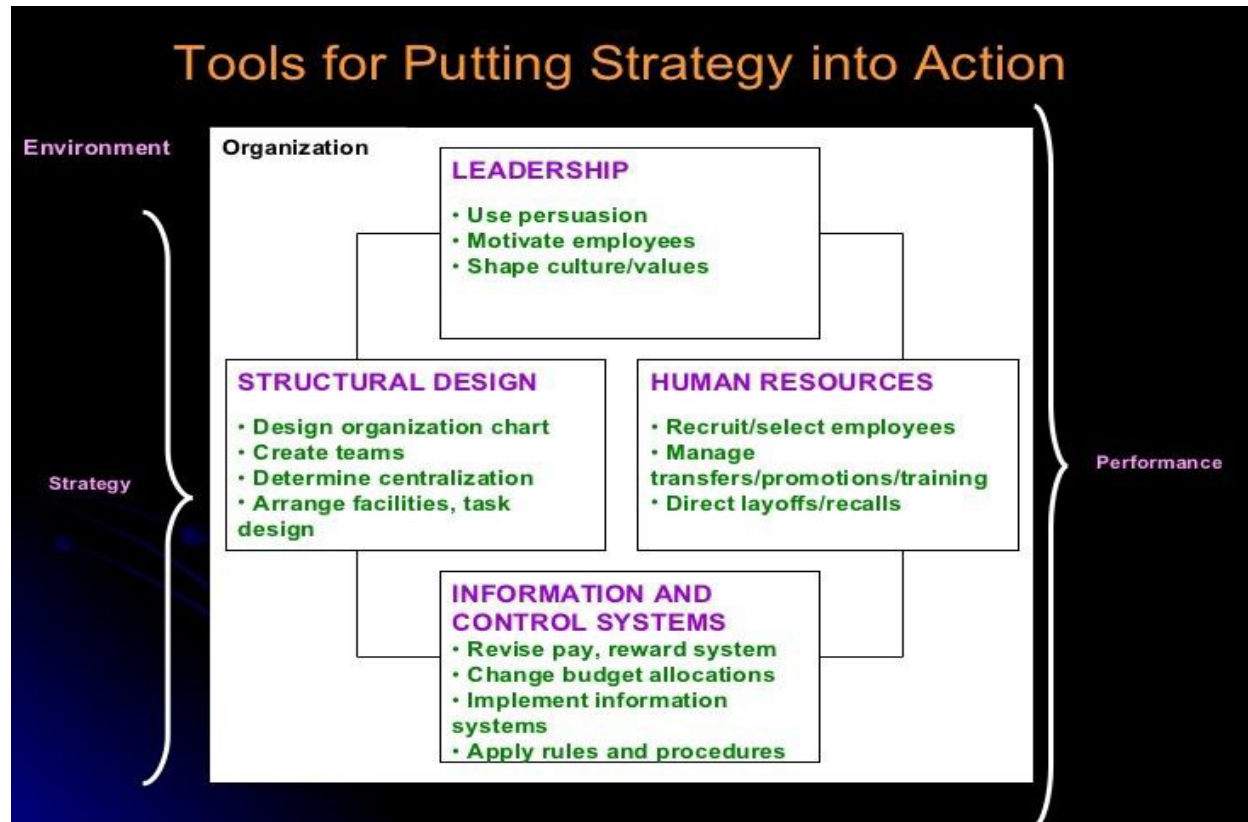 Tools for Putting Strategy into Action
Environment
Organization
LEADERSHIP
• Use persuasion
• Motivate employees
• Shape culture/values
STRUCTURAL DESIGN
• Design organization chart
• Create teams
• Determine centralization
• Arrange facilities, task
design
HUMAN RESOURCES
• Recruit/select employees
• Manage
transfers/promotions/training
• Direct layoffs/recalls
Strategy
Performance
INFORMATION AND
CONTROL SYSTEMS
• Revise pay, reward system
• Change budget allocations
• Implement information
systems
• Apply rules and procedures